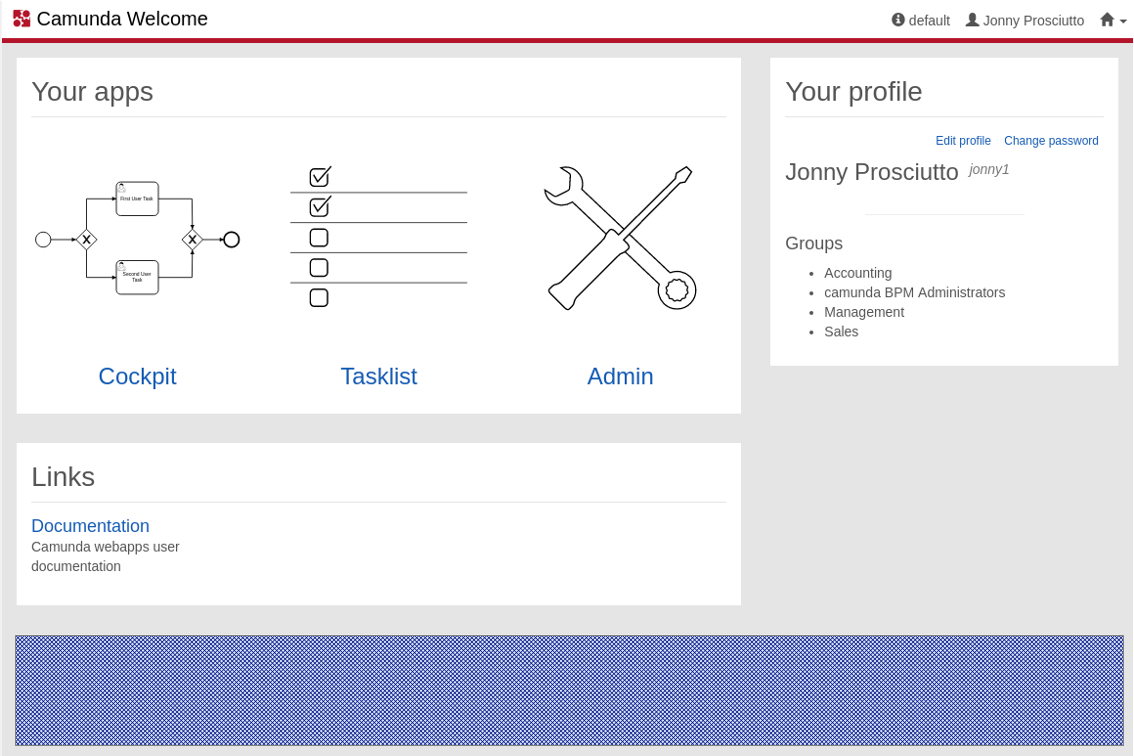 Camunda Welcome
default Jonny Prosciutto
Your apps
First User Task
Second User
Task
Cockpit
Tasklist
Admin
Links
Documentation
Camunda webapps user
documentation
Your profile
Edit profile Change password
Jonny Prosciutto jonny1
Groups
• Accounting
• camunda BPM Administrators
• Management
• Sales